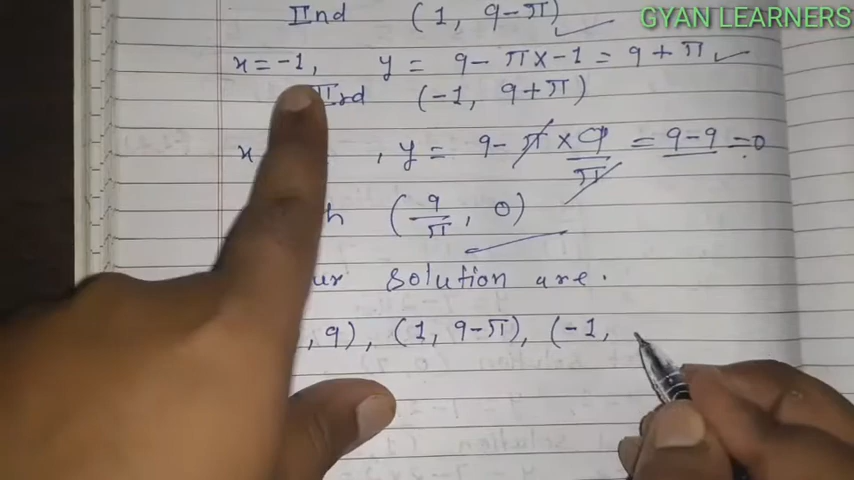 IInd (1, 9-π)
GYAN LEARNERS
x = -1, y = 9 - π × -1 = 9 + π
IIIrd (-1, 9+π)
x , y = 9 - π × 9/π = 9-9 = 0
h (9/π, 0)
ur solution are.
, 9), (1, 9-π), (-1,